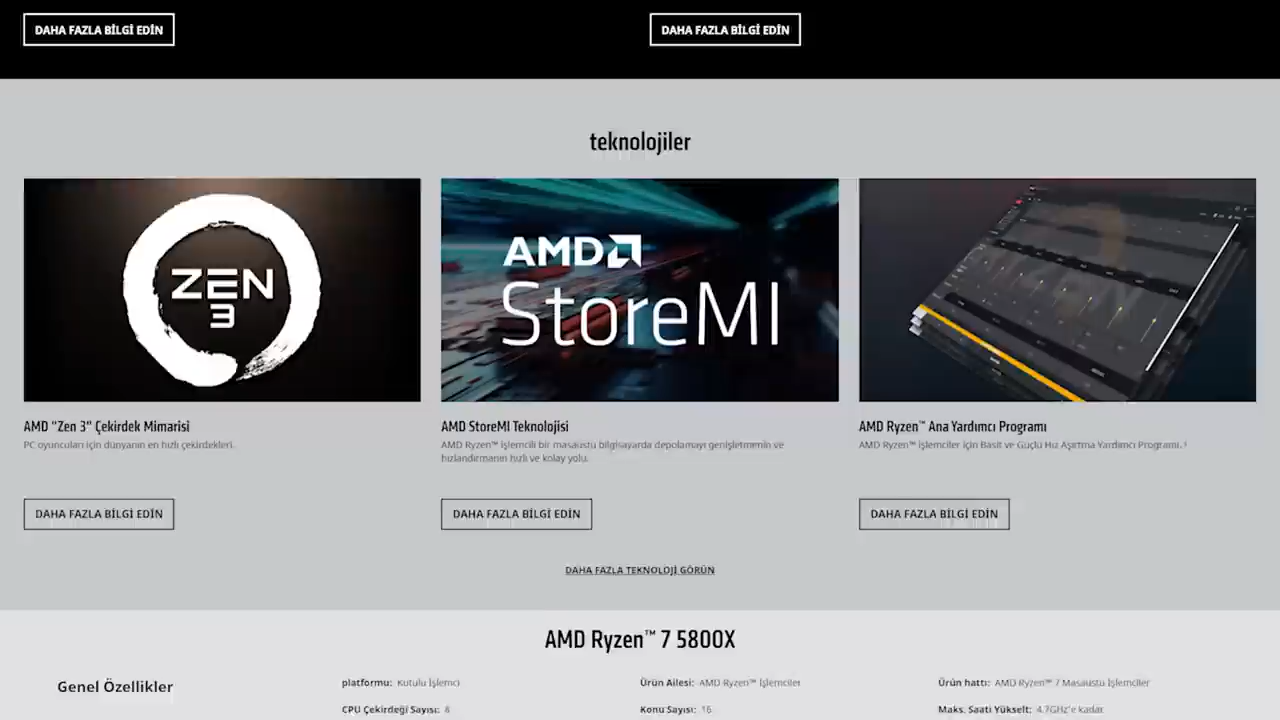 DAHA FAZLA BİLGİ EDİN
DAHA FAZLA BİLGİ EDİN
teknolojiler
ZEN
3
AMD
StoreMI
AMD "Zen 3" Çekirdek Mimarisi
PC oyuncuları için dünyanın en hızlı çekirdekleri.
AMD StoreMI Teknolojisi
AMD Ryzen™ İşlemcili bir masaüstü bilgisayarda depolamayı genişletmenin ve
hızlandırmanın hızlı ve kolay yolu.
AMD Ryzen™ Ana Yardımcı Programı
AMD Ryzen™ İşlemciler için Basit ve Güçlü Hız Aşırtma Yardımcı Programı.
DAHA FAZLA BİLGİ EDİN
DAHA FAZLA BİLGİ EDİN
DAHA FAZLA BİLGİ EDİN
DAHA FAZLA TEKNOLOJİ GÖRÜN
AMD Ryzen™ 7 5800X
Genel Özellikler
platformu: Kutulu İşlemci
Ürün Ailesi: AMD Ryzen™ İşlemciler
Ürün hattı: AMD Ryzen™ 7 Masaüstü İşlemciler
CPU Çekirdeği Sayısı: 8
Konu Sayısı: 16
Maks. Saati Yükselt: 4.7GHz'e kadar